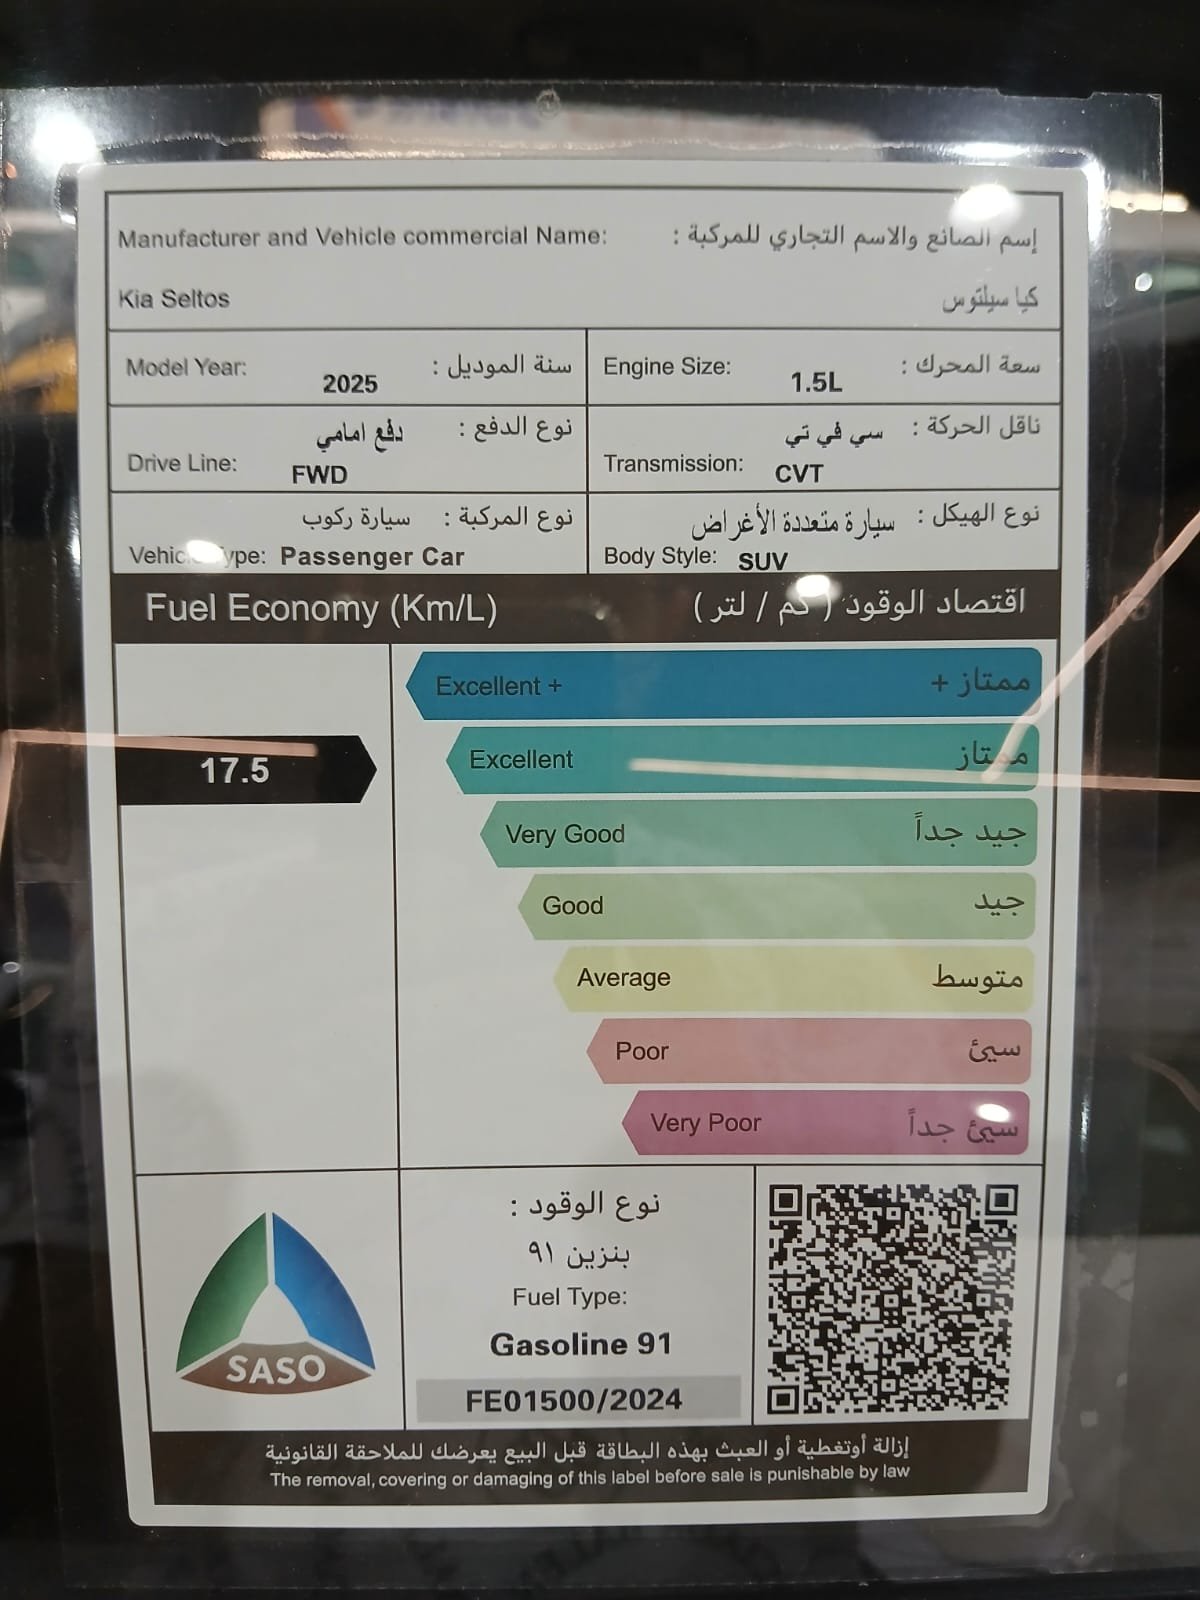 Manufacturer and Vehicle commercial Name: إسم الصانع والاسم التجاري للمركبة :
Kia Seltos كيا سيلتوس
Model Year: 2025 سنة الموديل :
Engine Size: 1.5L سعة المحرك :
نوع الدفع : دفع امامي
Drive Line: FWD
ناقل الحركة : سي في تي
Transmission: CVT
نوع المركبة : سيارة ركوب
Vehicle Type: Passenger Car
نوع الهيكل : سيارة متعددة الأغراض
Body Style: SUV
Fuel Economy (Km/L) اقتصاد الوقود ( كم / لتر )
Excellent + ممتاز +
17.5
Excellent ممتاز
Very Good جيد جداً
Good جيد
Average متوسط
Poor سيئ
Very Poor سيئ جداً
SASO
نوع الوقود :
بنزين ٩١
Fuel Type:
Gasoline 91
FE01500/2024
إزالة أوتغطية أو العبث بهذه البطاقة قبل البيع يعرضك للملاحقة القانونية
The removal, covering or damaging of this label before sale is punishable by law